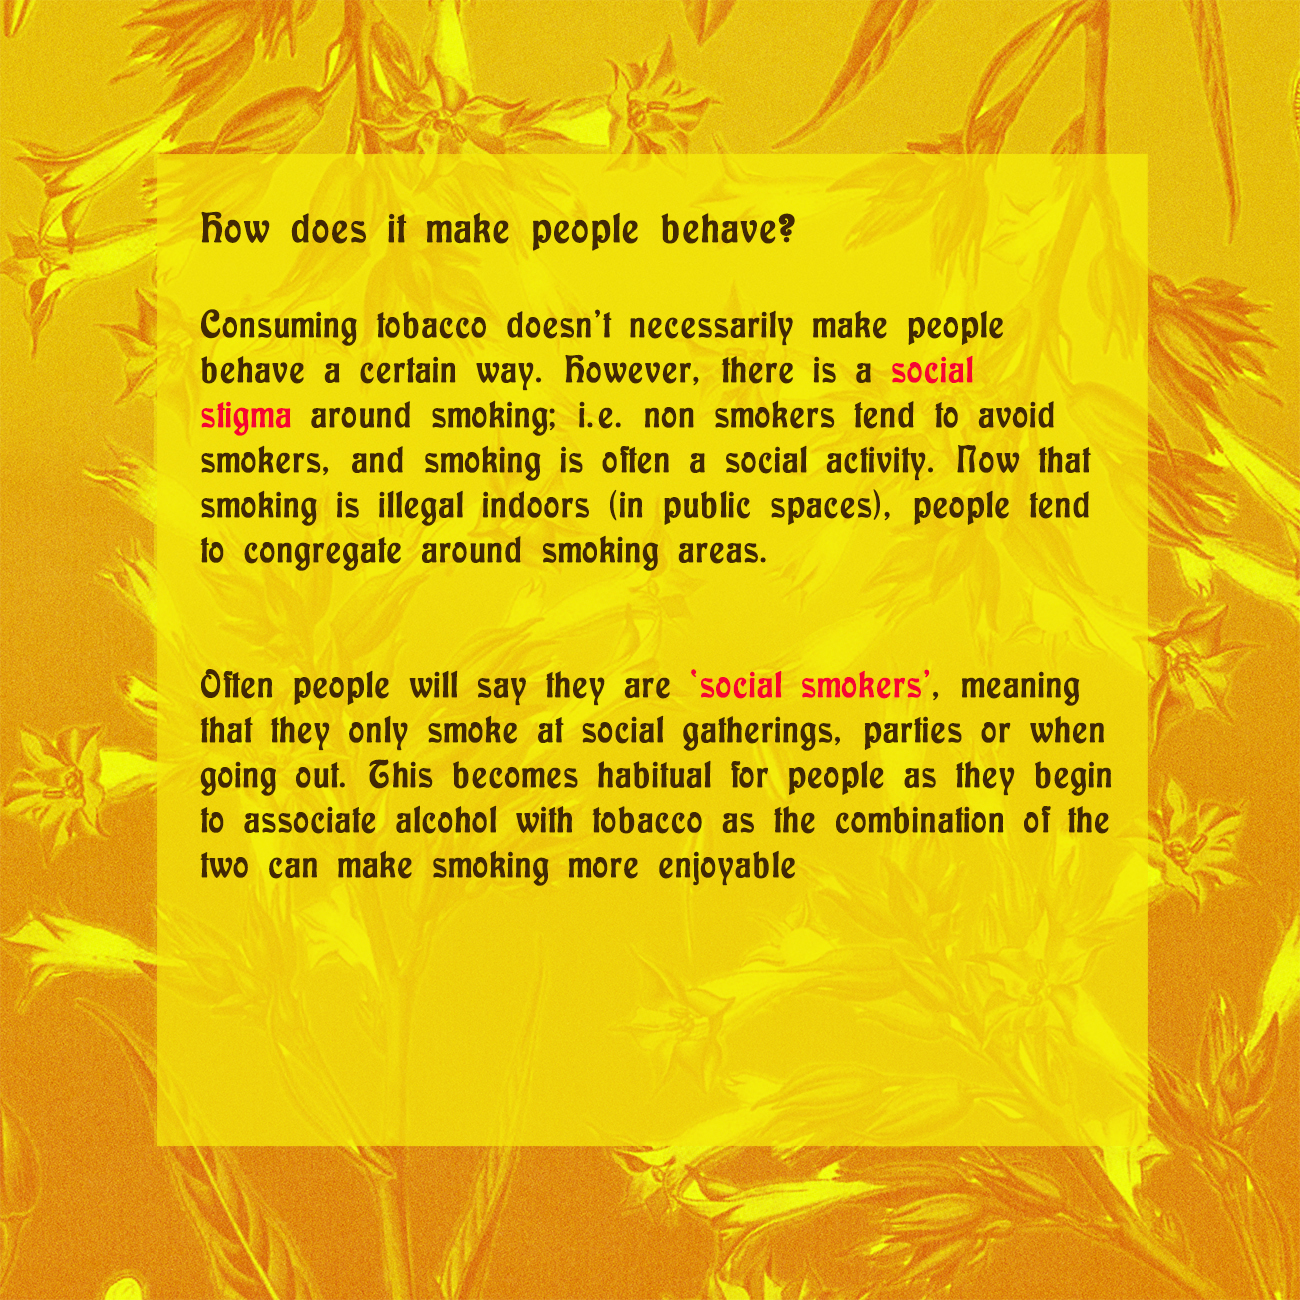 How does it make people behave?
Consuming tobacco doesn't necessarily make people
behave a certain way. However, there is a social
stigma around smoking; i.e. non smokers tend to avoid
smokers, and smoking is often a social activity. Now that
smoking is illegal indoors (in public spaces), people tend
to congregate around smoking areas.
Often people will say they are 'social smokers', meaning
that they only smoke at social gatherings, parties or when
going out. This becomes habitual for people as they begin
to associate alcohol with tobacco as the combination of the
two can make smoking more enjoyable